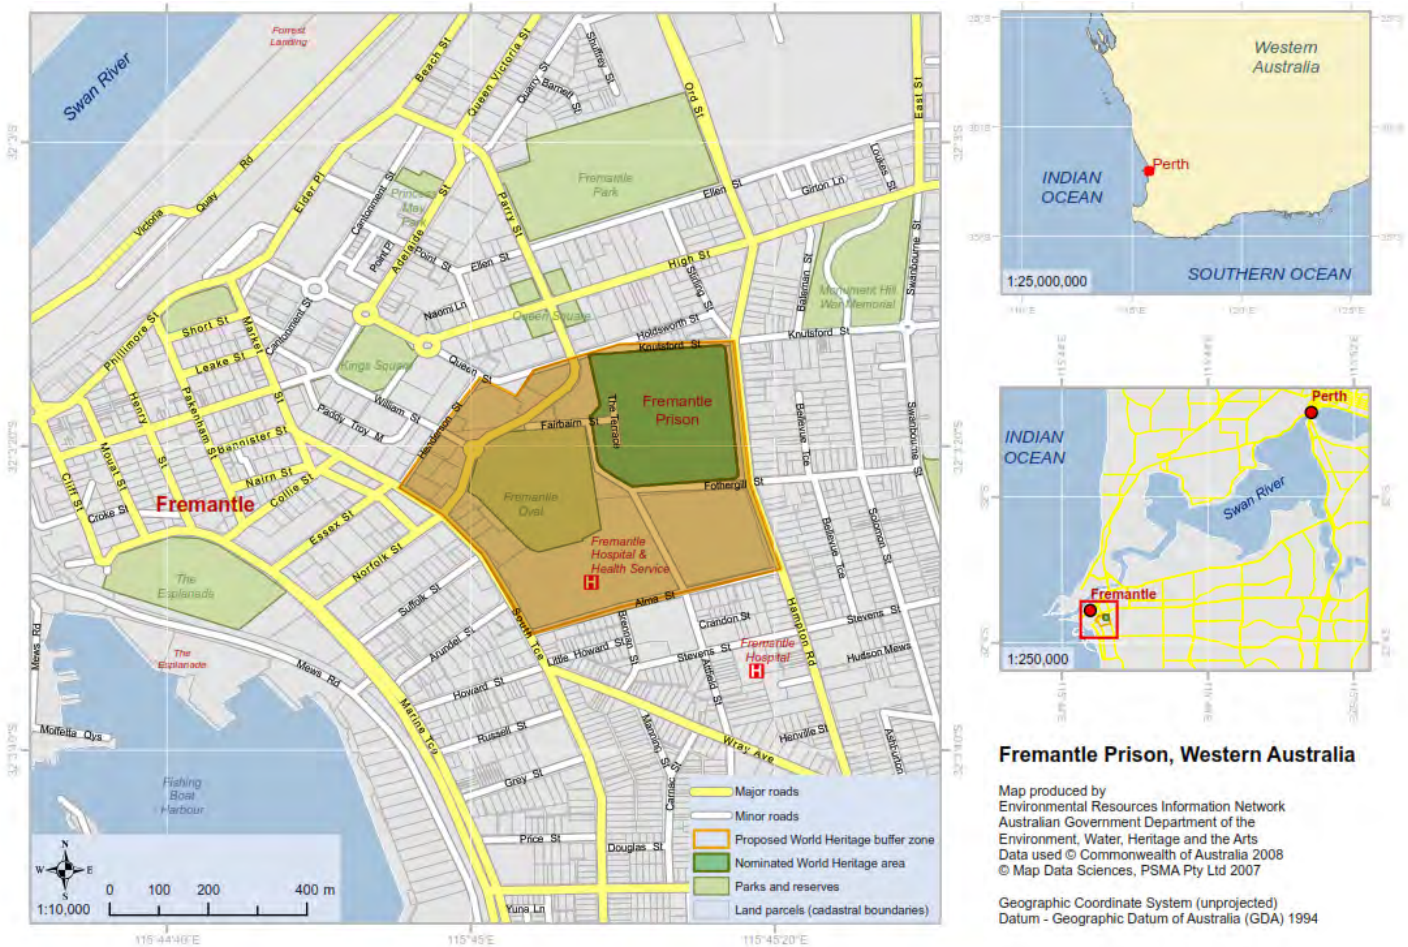 Forrest
Landing
Swan River
Beach St
Queen Victoria St
Shuffrey St
Quarry St
Barnett St
Ord St
East St
Victoria Quay Rd
Elder Pl
Cantonment St
Princess
May
Park
Adelaide St
Parry St
Fremantle
Park
Ellen St
Girton Ln
Loukes St
Point Pl
Point St
Ellen St
High St
Stirling St
Bateman St
Monument Hill
War Memorial
Swanbourne St
Naomi Ln
Queen Square
Holdsworth St
Knutsford St
Knutsford St
Phillimore St
Short St
Market St
Cantonment St
Leake St
Kings Square
Queen St
William St
Paddy Troy M
Henderson St
Henry St
Pakenham St
Bannister St
Mouat St
Cliff St
Nairn St
Collie St
Croke St
Fremantle
Essex St
Norfolk St
Suffolk St
Arundel St
The
Esplanade
The
Esplanade
Fairbairn St
The Terrace
Fremantle
Prison
Fremantle
Oval
Fothergill St
Fremantle
Hospital &
Health Service
H
Alma St
Bellevue Tce
Bellevue Tce
Solomon St
Swanbourne St
South Tce
Hampton Rd
Brennan St
Crandon St
Stevens St
Stevens St
Little Howard St
Howard St
Attfield St
Fremantle
Hospital
H
Hudson Mews
Mews Rd
Mews Rd
Marine Tce
Russell St
Grey St
Price St
Douglas St
Manning St
Carnac St
Wray Ave
Henville St
Ashburton
Yuna Ln
Moffetta Qys
Fishing
Boat
Harbour
N
W E
S
0 100 200 400 m
1:10,000
Major roads
Minor roads
Proposed World Heritage buffer zone
Nominated World Heritage area
Parks and reserves
Land parcels (cadastral boundaries)
115°44'40"E 115°45'E 115°45'20"E
Western
Australia
Perth
INDIAN
OCEAN
SOUTHERN OCEAN
1:25,000,000
Perth
INDIAN
OCEAN
Swan River
Fremantle
1:250,000
Fremantle Prison, Western Australia
Map produced by
Environmental Resources Information Network
Australian Government Department of the
Environment, Water, Heritage and the Arts
Data used © Commonwealth of Australia 2008
© Map Data Sciences, PSMA Pty Ltd 2007
Geographic Coordinate System (unprojected)
Datum - Geographic Datum of Australia (GDA) 1994